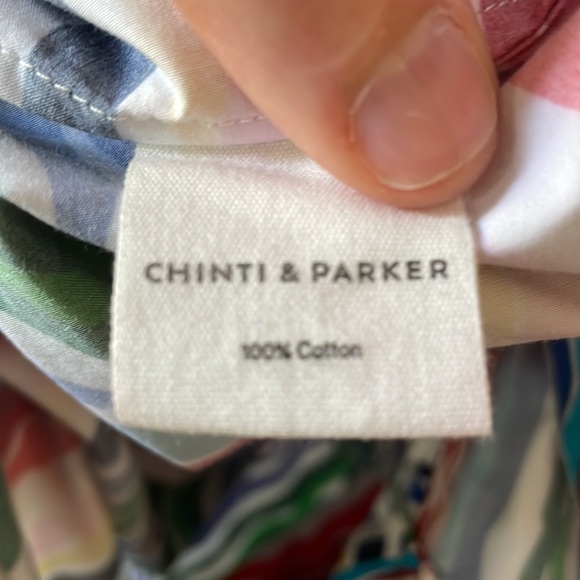 CHINTI & PARKER
100% Cotton